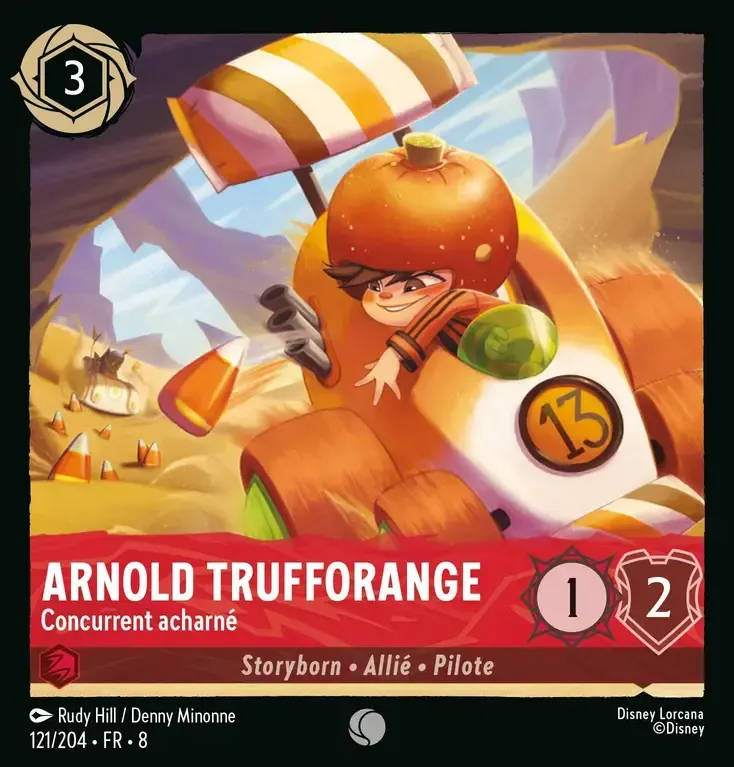 3
13
ARNOLD TRUFFORANGE
Concurrent acharné
1
2
Storyborn • Allié • Pilote
Rudy Hill / Denny Minonne
121/204 • FR • 8
Disney Lorcana
©Disney